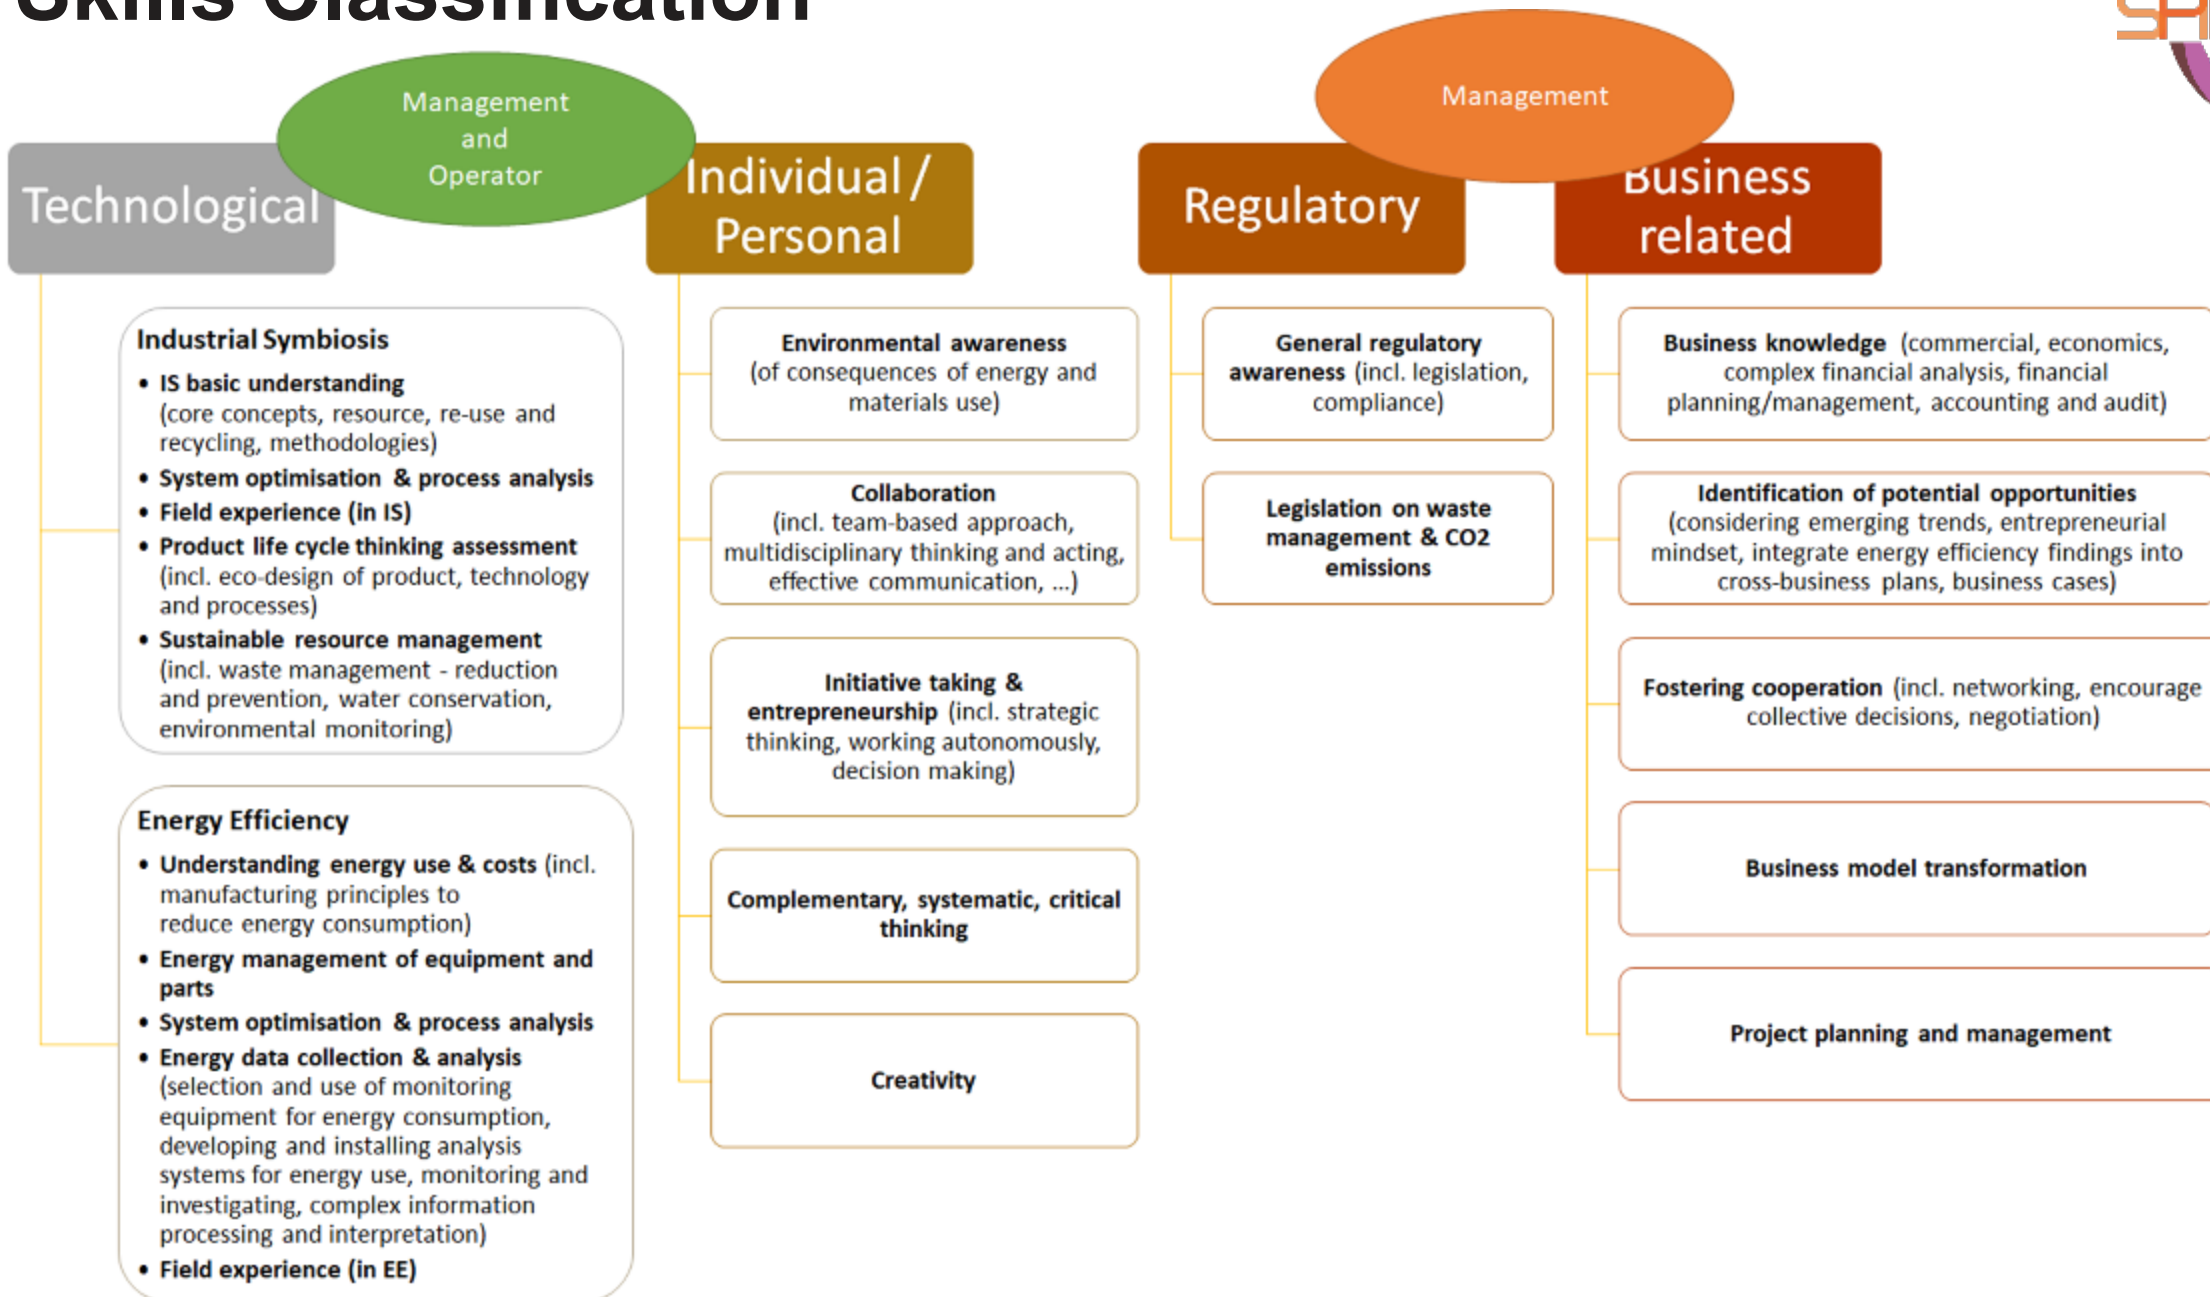 Skills Classification
Management
and
Operator
Management
Technological
Individual /
Personal
Regulatory
Business
related
Industrial Symbiosis
• IS basic understanding
(core concepts, resource, re-use and
recycling, methodologies)
• System optimisation & process analysis
• Field experience (in IS)
• Product life cycle thinking assessment
(incl. eco-design of product, technology
and processes)
• Sustainable resource management
(incl. waste management - reduction
and prevention, water conservation,
environmental monitoring)
Energy Efficiency
• Understanding energy use & costs (incl.
manufacturing principles to
reduce energy consumption)
• Energy management of equipment and
parts
• System optimisation & process analysis
• Energy data collection & analysis
(selection and use of monitoring
equipment for energy consumption,
developing and installing analysis
systems for energy use, monitoring and
investigating, complex information
processing and interpretation)
• Field experience (in EE)
Environmental awareness
(of consequences of energy and
materials use)
Collaboration
(incl. team-based approach,
multidisciplinary thinking and acting,
effective communication, ...)
Initiative taking &
entrepreneurship (incl. strategic
thinking, working autonomously,
decision making)
Complementary, systematic, critical
thinking
Creativity
General regulatory
awareness (incl. legislation,
compliance)
Legislation on waste
management & CO2
emissions
Business knowledge (commercial, economics,
complex financial analysis, financial
planning/management, accounting and audit)
Identification of potential opportunities
(considering emerging trends, entrepreneurial
mindset, integrate energy efficiency findings into
cross-business plans, business cases)
Fostering cooperation (incl. networking, encourage
collective decisions, negotiation)
Business model transformation
Project planning and management